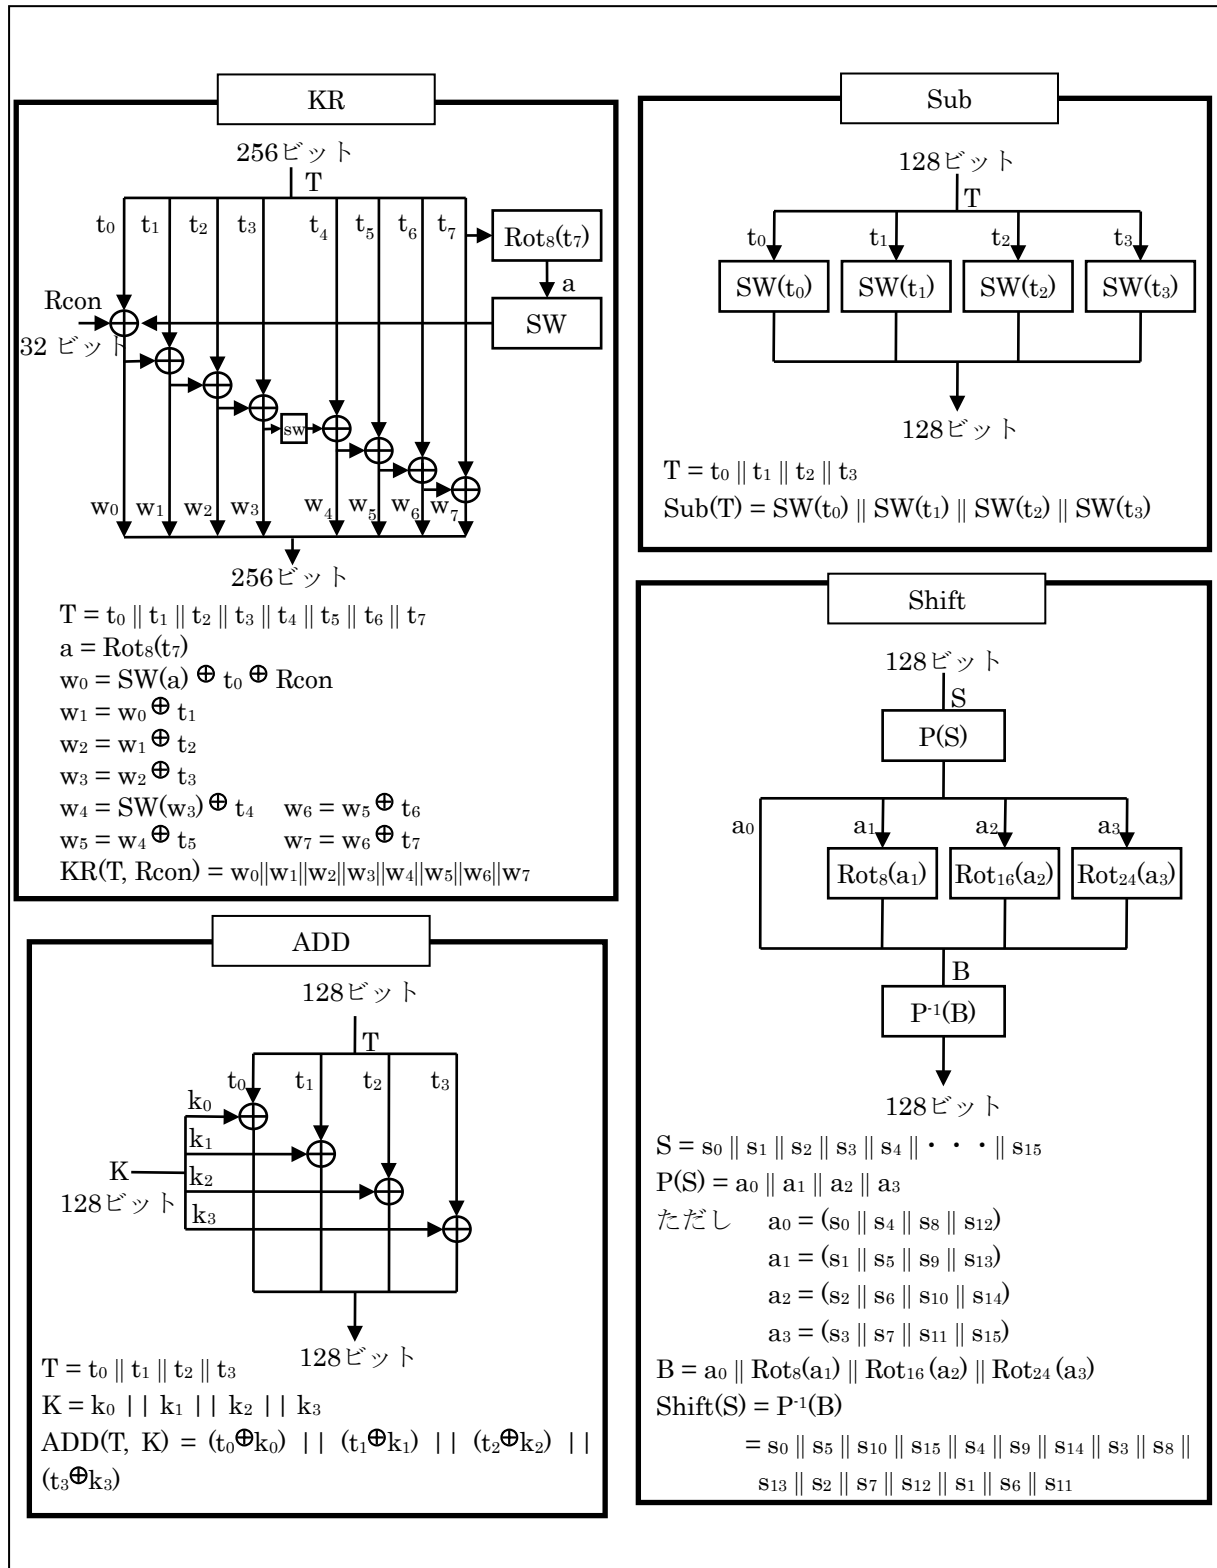 KR
256ビット
T
t0 t1 t2 t3 t4 t5 t6 t7
Rot8(t7)
a
Rcon
SW
32 ビット
sw
w0 w1 w2 w3 w4 w5 w6 w7
256ビット
T = t0 || t1 || t2 || t3 || t4 || t5 || t6 || t7
a = Rot8(t7)
w0 = SW(a) ⊕ t0 ⊕ Rcon
w1 = w0 ⊕ t1
w2 = w1 ⊕ t2
w3 = w2 ⊕ t3
w4 = SW(w3) ⊕ t4 w6 = w5 ⊕ t6
w5 = w4 ⊕ t5 w7 = w6 ⊕ t7
KR(T, Rcon) = w0||w1||w2||w3||w4||w5||w6||w7
ADD
128ビット
T
t0 t1 t2 t3
k0
k1
K
k2
128ビット
k3
128ビット
T = t0 || t1 || t2 || t3
K = k0 || k1 || k2 || k3
ADD(T, K) = (t0⊕k0) || (t1⊕k1) || (t2⊕k2) ||
(t3⊕k3)
Sub
128ビット
T
t0 t1 t2 t3
SW(t0) SW(t1) SW(t2) SW(t3)
128ビット
T = t0 || t1 || t2 || t3
Sub(T) = SW(t0) || SW(t1) || SW(t2) || SW(t3)
Shift
128ビット
S
P(S)
a0 a1 a2 a3
Rot8(a1) Rot16(a2) Rot24(a3)
B
P-1(B)
128ビット
S = s0 || s1 || s2 || s3 || s4 || ・・・|| s15
P(S) = a0 || a1 || a2 || a3
ただし a0 = (s0 || s4 || s8 || s12)
a1 = (s1 || s5 || s9 || s13)
a2 = (s2 || s6 || s10 || s14)
a3 = (s3 || s7 || s11 || s15)
B = a0 || Rot8(a1) || Rot16 (a2) || Rot24 (a3)
Shift(S) = P-1(B)
= s0 || s5 || s10 || s15 || s4 || s9 || s14 || s3 || s8 ||
s13 || s2 || s7 || s12 || s1 || s6 || s11